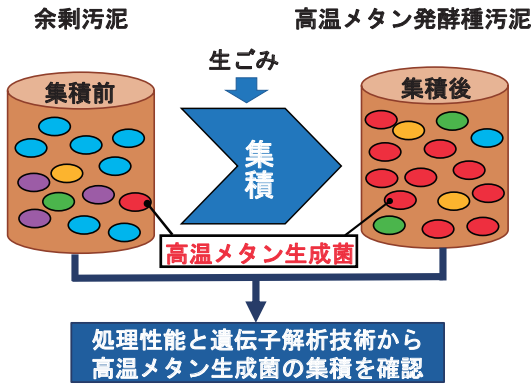 余剰汚泥
高温メタン発酵種汚泥
生ごみ
集積前
集積後
集積
高温メタン生成菌
処理性能と遺伝子解析技術から
高温メタン生成菌の集積を確認